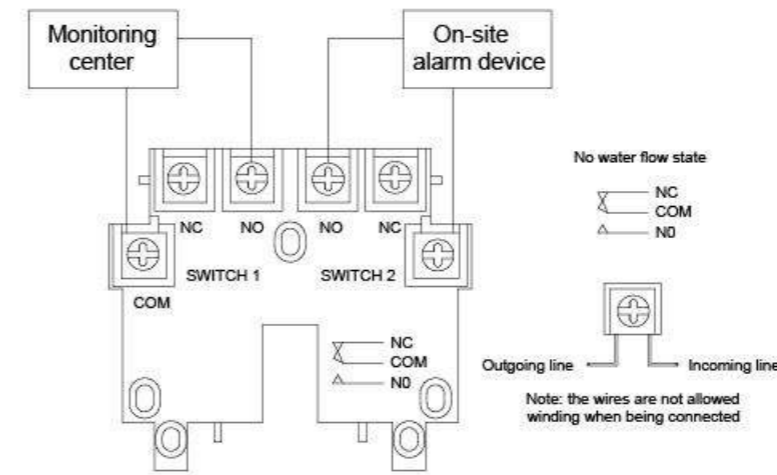 Monitoring
center
On-site
alarm device
No water flow state
NC
COM
N0
NC
NO
NO
NC
SWITCH 1
SWITCH 2
COM
NC
COM
N0
Outgoing line
Incoming line
Note: the wires are not allowed
winding when being connected